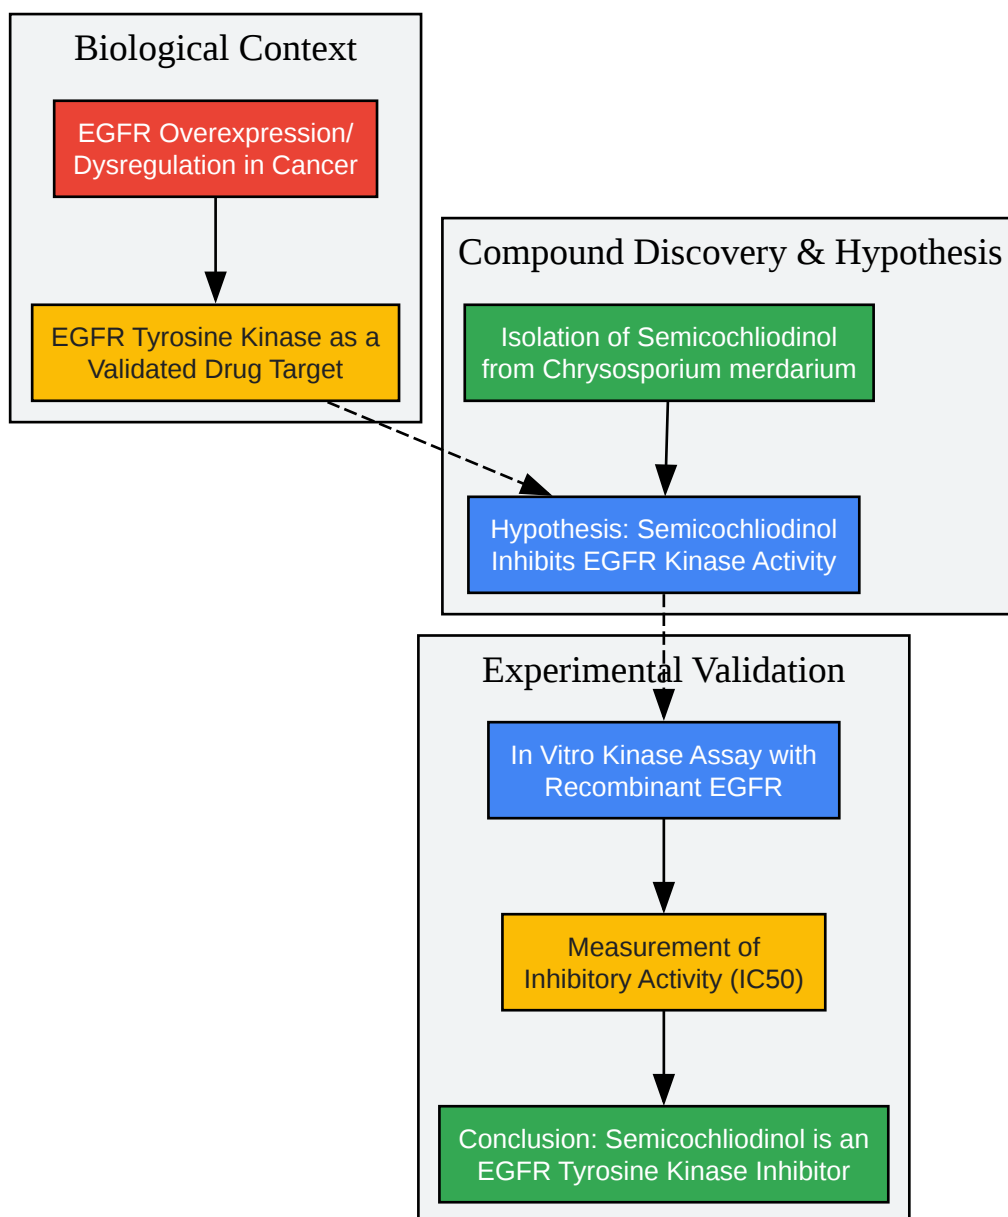 Biological Context
EGFR Overexpression/
Dysregulation in Cancer
EGFR Tyrosine Kinase as a
Validated Drug Target
Compound Discovery & Hypothesis
Isolation of Semicochliodinol
from Chrysosporium merdarium
Hypothesis: Semicochliodinol
Inhibits EGFR Kinase Activity
Experimental Validation
In Vitro Kinase Assay with
Recombinant EGFR
Measurement of
Inhibitory Activity (IC50)
Conclusion: Semicochliodinol is an
EGFR Tyrosine Kinase Inhibitor